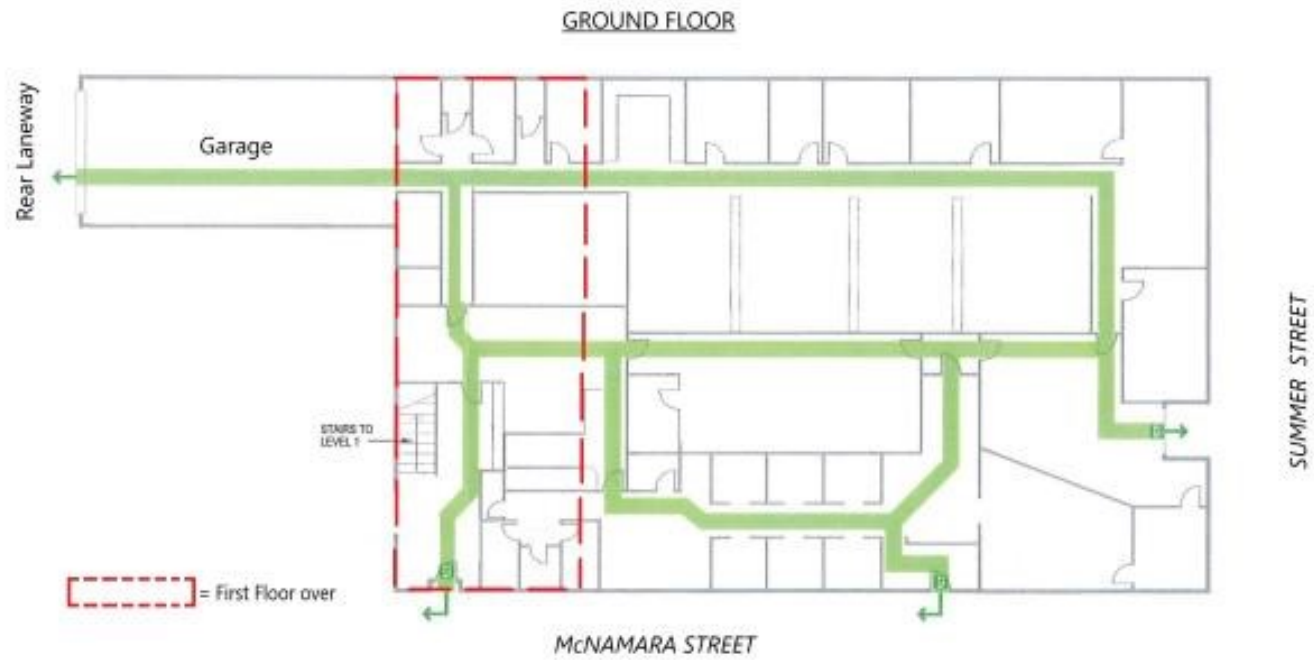 GROUND FLOOR
Rear Laneway
Garage
SUMMER STREET
STAIRS TO
LEVEL 1
= First Floor over
McNAMARA STREET